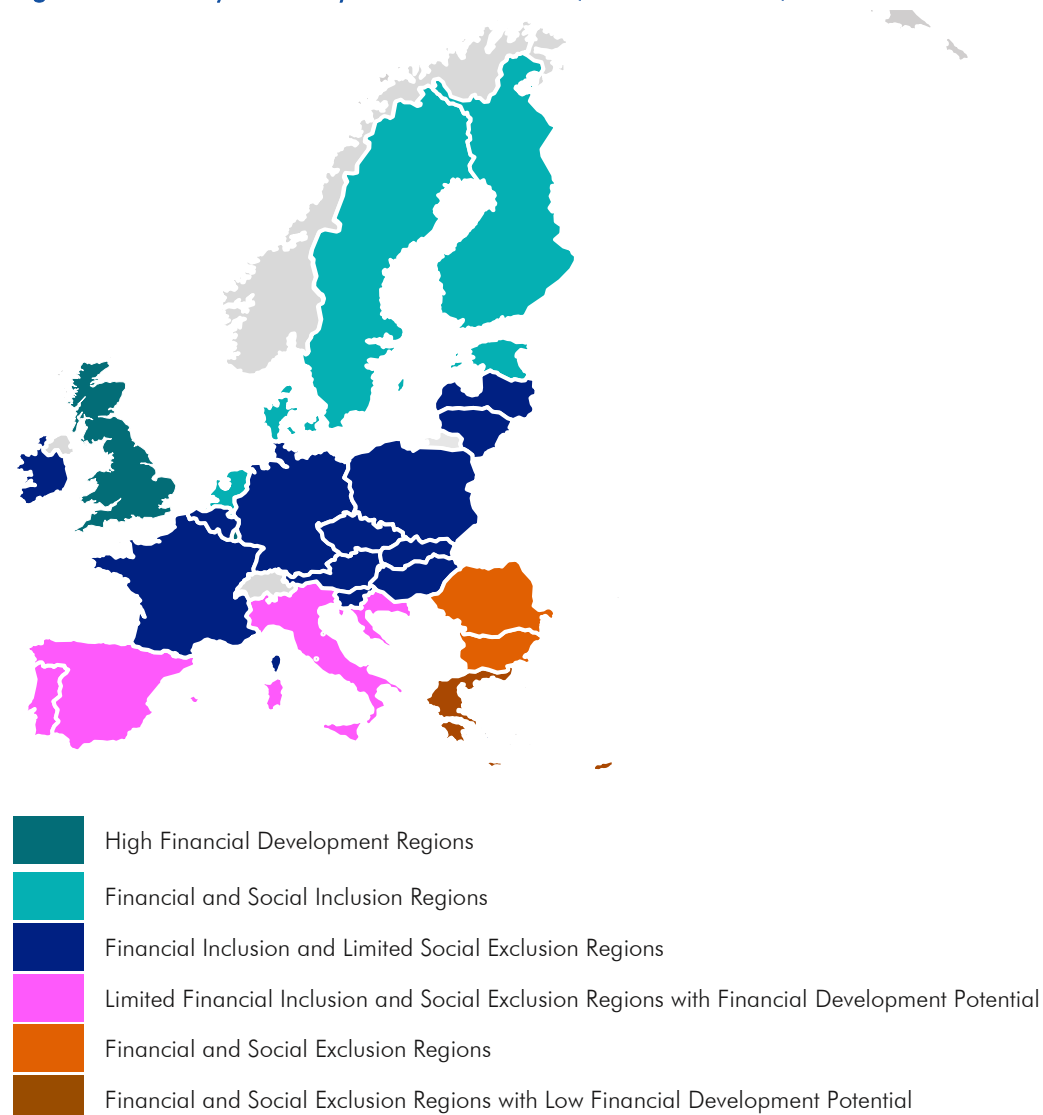 High Financial Development Regions
Financial and Social Inclusion Regions
Financial Inclusion and Limited Social Exclusion Regions
Limited Financial Inclusion and Social Exclusion Regions with Financial Development Potential
Financial and Social Exclusion Regions
Financial and Social Exclusion Regions with Low Financial Development Potential